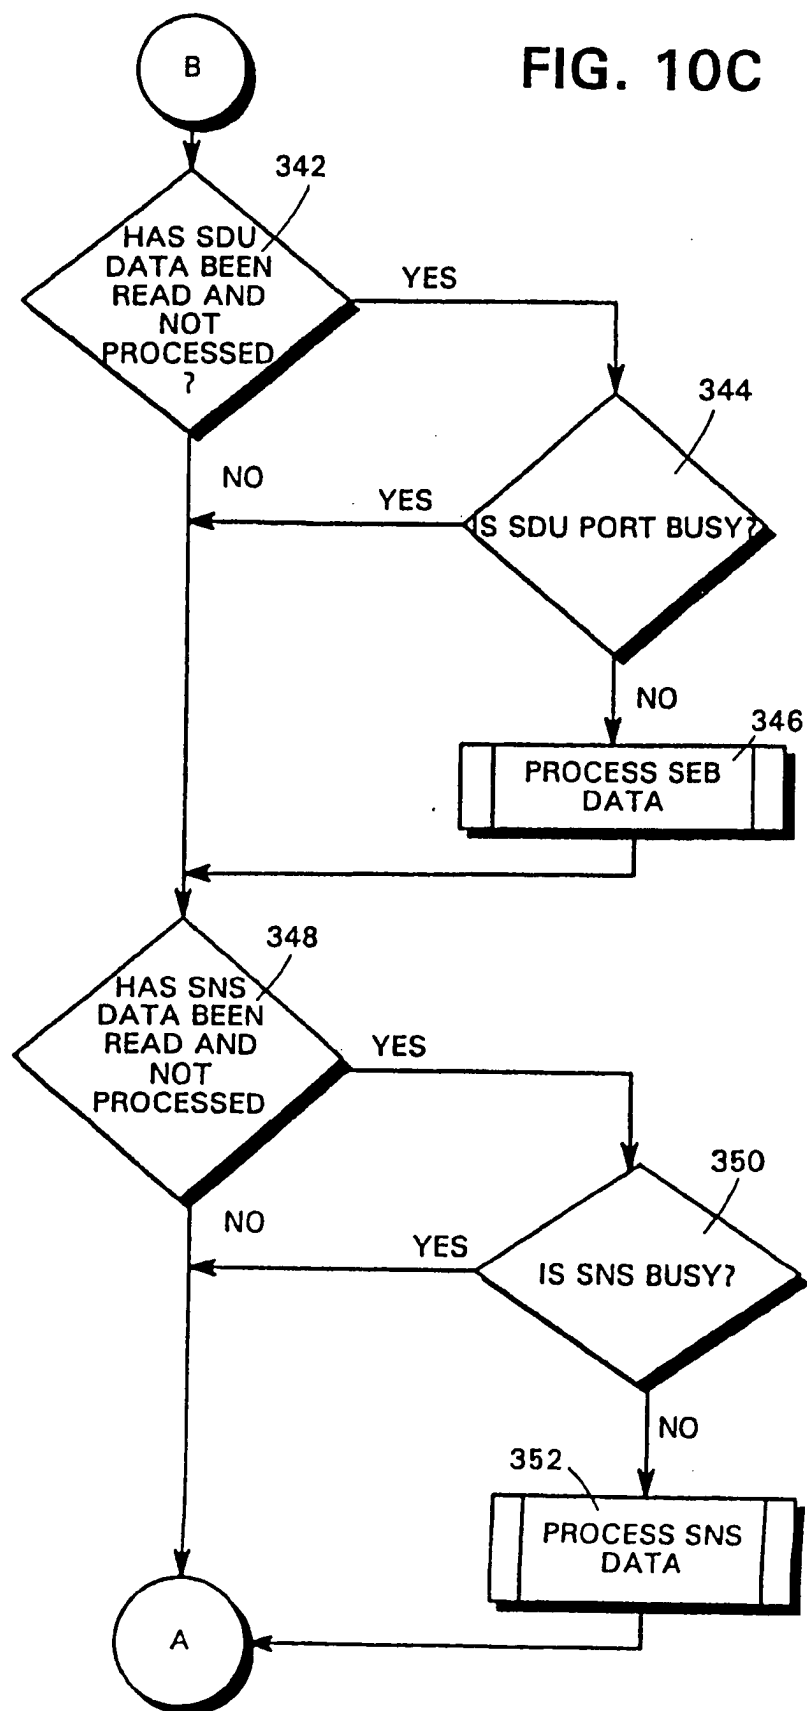 B
FIG. 10C
342
HAS SDU
DATA BEEN
READ AND
NOT
PROCESSED
?
YES
344
NO
YES
IS SDU PORT BUSY?
NO
346
PROCESS SEB
DATA
348
HAS SNS
DATA BEEN
READ AND
NOT
PROCESSED
YES
350
NO
YES
IS SNS BUSY?
NO
352
PROCESS SNS
DATA
A